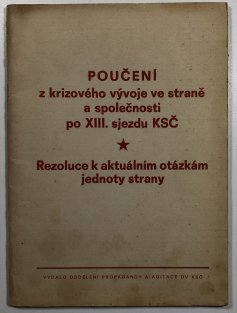 POUČENÍ
z krizového vývoje ve straně
a společnosti
po XIII. sjezdu KSČ
★
Rezoluce k aktuálním otázkám
jednoty strany
VYDALO ODDĚLENÍ PROPAGANDY A AGITACE ÚV KSČ